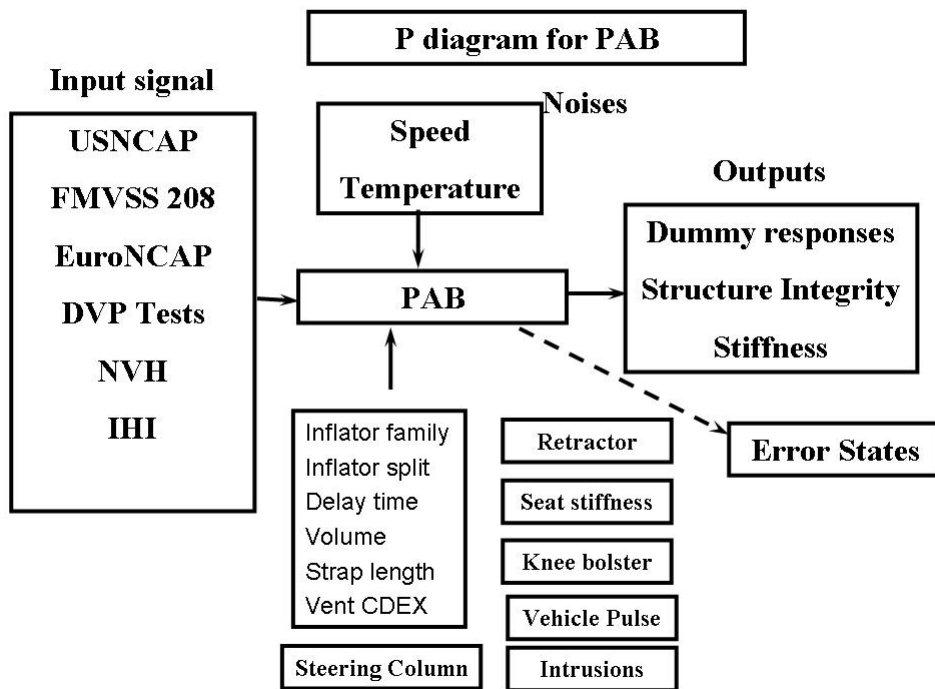 P diagram for PAB
Input signal
USNCAP
FMVSS 208
EuroNCAP
DVP Tests
NVH
IHI
Noises
Speed
Temperature
PAB
Outputs
Dummy responses
Structure Integrity
Stiffness
Error States
Inflator family
Inflator split
Delay time
Volume
Strap length
Vent CDEX
Steering Column
Retractor
Seat stiffness
Knee bolster
Vehicle Pulse
Intrusions